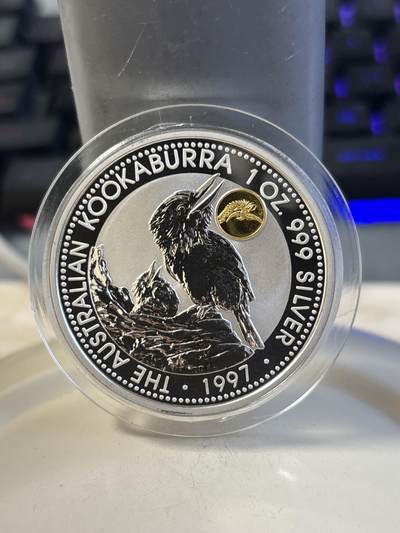 THE AUSTRALIAN KOOKABURRA 1 OZ 999 SILVER
· 1997 ·